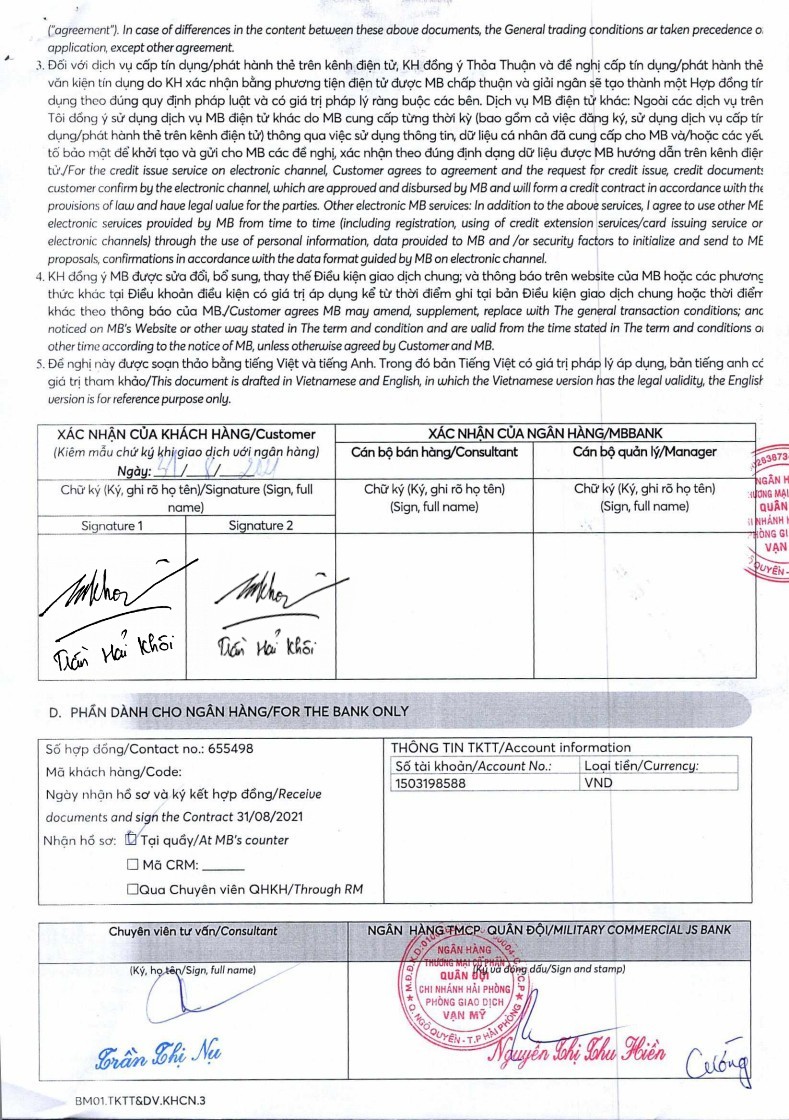 ("agreement"). In case of differences in the content between these above documents, the General trading conditions ar taken precedence o
application, except other agreement.
3. Đối với dịch vụ cấp tín dụng/phát hành thẻ trên kênh điện tử, KH đồng ý Thỏa Thuận và đề nghị cấp tín dụng/phát hành thẻ
văn kiện tín dụng do KH xác nhận bằng phương tiện điện tử được MB chấp thuận và giải ngân sẽ tạo thành một Hợp đồng tín
dụng theo đúng quy định pháp luật và có giá trị pháp lý ràng buộc các bên. Dịch vụ MB điện tử khác: Ngoài các dịch vụ trên
Tôi đồng ý sử dụng dịch vụ MB điện tử khác do MB cung cấp từng thời kỳ (bao gồm cả việc đăng ký, sử dụng dịch vụ cấp tín
dụng/phát hành thẻ trên kênh điện tử) thông qua việc sử dụng thông tin, dữ liệu cá nhân đã cung cấp cho MB và/hoặc các yếu
tố bảo mật để khởi tạo và gửi cho MB các đề nghị, xác nhận theo đúng định dạng dữ liệu được MB hướng dẫn trên kênh điện
tử./For the credit issue service on electronic channel, Customer agrees to agreement and the request for credit issue, credit documents
customer confirm by the electronic channel, which are approved and disbursed by MB and will form a credit contract in accordance with the
provisions of law and have legal value for the parties. Other electronic MB services: In addition to the above services, I agree to use other MB
electronic services provided by MB from time to time (including registration, using of credit extension services/card issuing service on
electronic channels) through the use of personal information, data provided to MB and /or security factors to initialize and send to MB
proposals, confirmations in accordance with the data format guided by MB on electronic channel.
4. KH đồng ý MB được sửa đổi, bổ sung, thay thế Điều kiện giao dịch chung; và thông báo trên website của MB hoặc các phương
thức khác tại Điều khoản điều kiện có giá trị áp dụng kể từ thời điểm ghi tại bản Điều kiện giao dịch chung hoặc thời điểm
khác theo thông báo của MB./Customer agrees MB may amend, supplement, replace with The general transaction conditions; and
noticed on MB's Website or other way stated in The term and condition and are valid from the time stated in The term and conditions o
other time according to the notice of MB, unless otherwise agreed by Customer and MB.
5. Đề nghị này được soạn thảo bằng tiếng Việt và tiếng Anh. Trong đó bản Tiếng Việt có giá trị pháp lý áp dụng, bản tiếng anh có
giá trị tham khảo/This document is drafted in Vietnamese and English, in which the Vietnamese version has the legal validity, the English
version is for reference purpose only.
XÁC NHẬN CỦA KHÁCH HÀNG/Customer
(Kiêm mẫu chữ ký khi giao dịch với ngân hàng)
Ngày: 31/ 8 / 2021
XÁC NHẬN CỦA NGÂN HÀNG/MBBANK
Cán bộ bán hàng/Consultant
Cán bộ quản lý/Manager
Chữ ký (Ký, ghi rõ họ tên)/Signature (Sign, full
name)
Chữ ký (Ký, ghi rõ họ tên)
(Sign, full name)
Chữ ký (Ký, ghi rõ họ tên)
(Sign, full name)
Signature 1
Signature 2
Trần Hải Khôi
Trần Hải Khôi
NGÂN H
QUÂN
VẠN
D. PHẦN DÀNH CHO NGÂN HÀNG/FOR THE BANK ONLY
Số hợp đồng/Contact no.: 655498
Mã khách hàng/Code:
Ngày nhận hồ sơ và ký kết hợp đồng/Receive
documents and sign the Contract 31/08/2021
Nhận hồ sơ: ☑ Tại quầy/At MB's counter
☐ Mã CRM: ______
☐Qua Chuyên viên QHKH/Through RM
THÔNG TIN TKTT/Account information
Số tài khoản/Account No.: Loại tiền/Currency:
1503198588 VND
Chuyên viên tư vấn/Consultant
(Ký, họ tên/Sign, full name)
Trần Thị Nụ
NGÂN HÀNG TMCP QUÂN ĐỘI/MILITARY COMMERCIAL JS BANK
(Ký và đóng dấu/Sign and stamp)
NGÂN HÀNG
THƯƠNG MẠI CỔ PHẦN
QUÂN ĐỘI
CHI NHÁNH HẢI PHÒNG
PHÒNG GIAO DỊCH
VẠN MỸ
Q. NGÔ QUYỀN - T.P HẢI PHÒNG
Nguyễn Thị Thu Hiền
BM01.TKTT&DV.KHCN.3